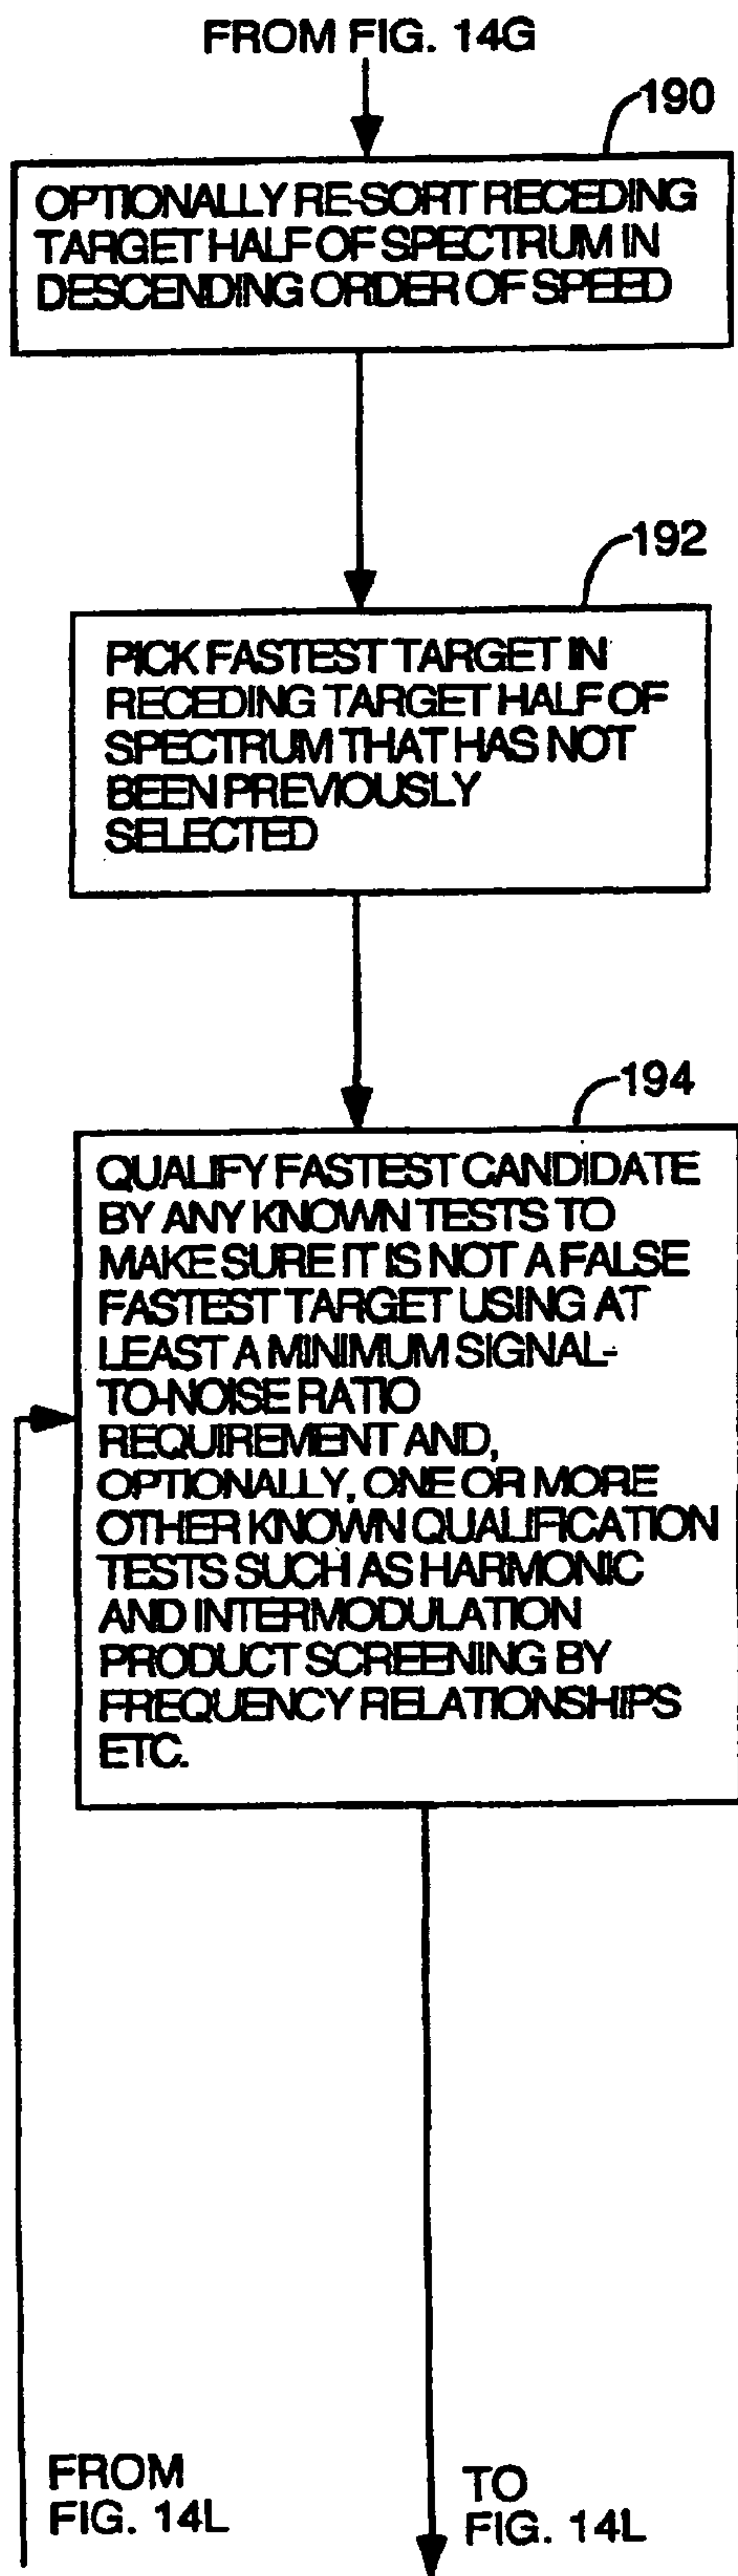 FROM FIG. 14G
190
OPTIONALLY RE-SORT RECEDING
TARGET HALF OF SPECTRUM IN
DESCENDING ORDER OF SPEED
192
PICK FASTEST TARGET IN
RECEDING TARGET HALF OF
SPECTRUM THAT HAS NOT
BEEN PREVIOUSLY
SELECTED
194
QUALIFY FASTEST CANDIDATE
BY ANY KNOWN TESTS TO
MAKE SURE IT IS NOT A FALSE
FASTEST TARGET USING AT
LEAST A MINIMUM SIGNAL-
TO-NOISE RATIO
REQUIREMENT AND,
OPTIONALLY, ONE OR MORE
OTHER KNOWN QUALIFICATION
TESTS SUCH AS HARMONIC
AND INTERMODULATION
PRODUCT SCREENING BY
FREQUENCY RELATIONSHIPS
ETC.
FROM
FIG. 14L
TO
FIG. 14L